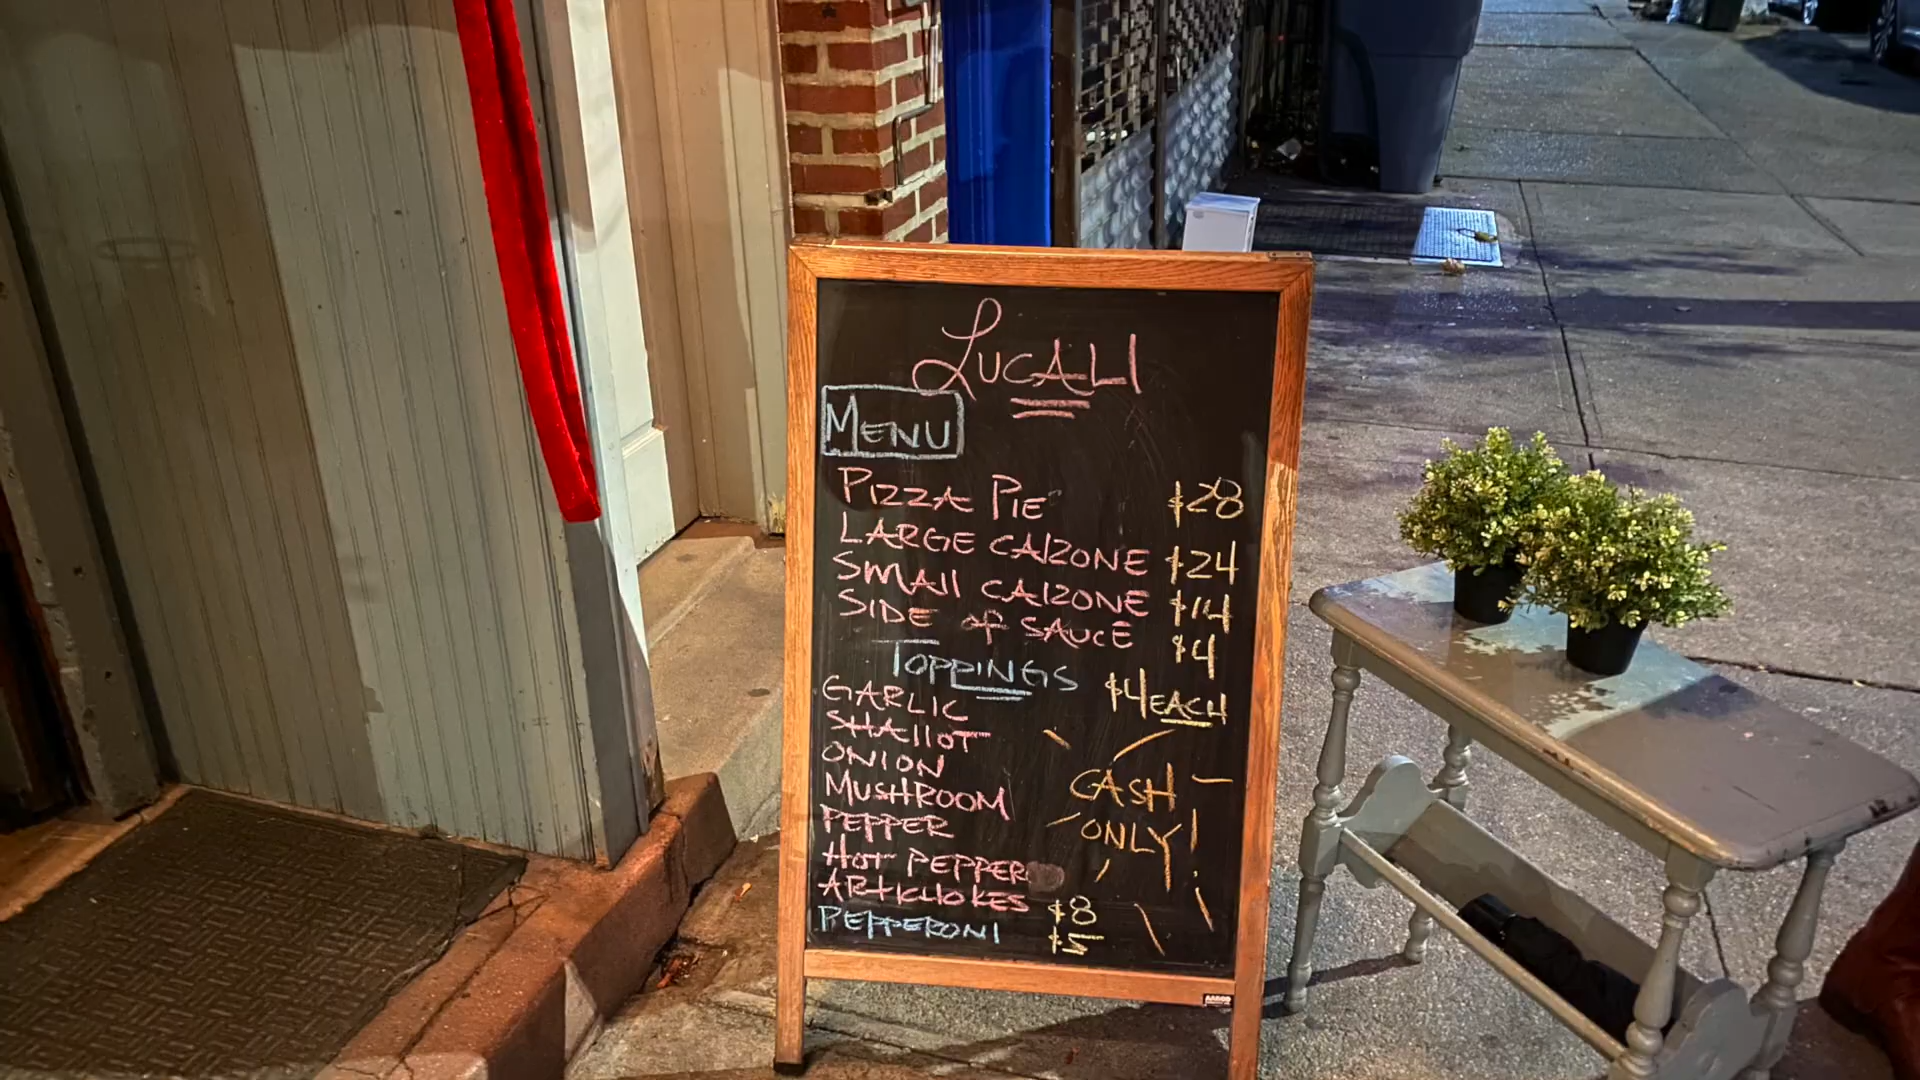 LUCALI
MENU
PIZZA PIE $28
LARGE CALZONE $24
SMALL CALZONE $14
SIDE of SAUCE $4
TOPPINGS $4 EACH
GARLIC
SHALLOT
ONION
MUSHROOM
PEPPER
HOT PEPPER
ARTICHOKES $8
PEPPERONI $5
CASH
ONLY!